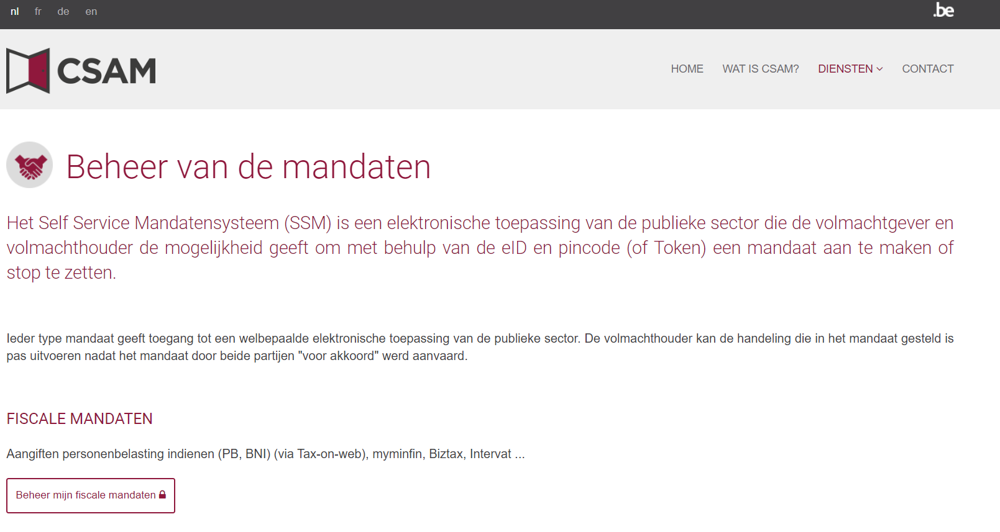 nl fr de en
.be
CSAM
HOME WAT IS CSAM? DIENSTEN CONTACT
Beheer van de mandaten
Het Self Service Mandatensysteem (SSM) is een elektronische toepassing van de publieke sector die de volmachtgever en
volmachthouder de mogelijkheid geeft om met behulp van de eID en pincode (of Token) een mandaat aan te maken of
stop te zetten.
Ieder type mandaat geeft toegang tot een welbepaalde elektronische toepassing van de publieke sector. De volmachthouder kan de handeling die in het mandaat gesteld is
pas uitvoeren nadat het mandaat door beide partijen "voor akkoord" werd aanvaard.
FISCALE MANDATEN
Aangiften personenbelasting indienen (PB, BNI) (via Tax-on-web), myminfin, Biztax, Intervat ...
Beheer mijn fiscale mandaten